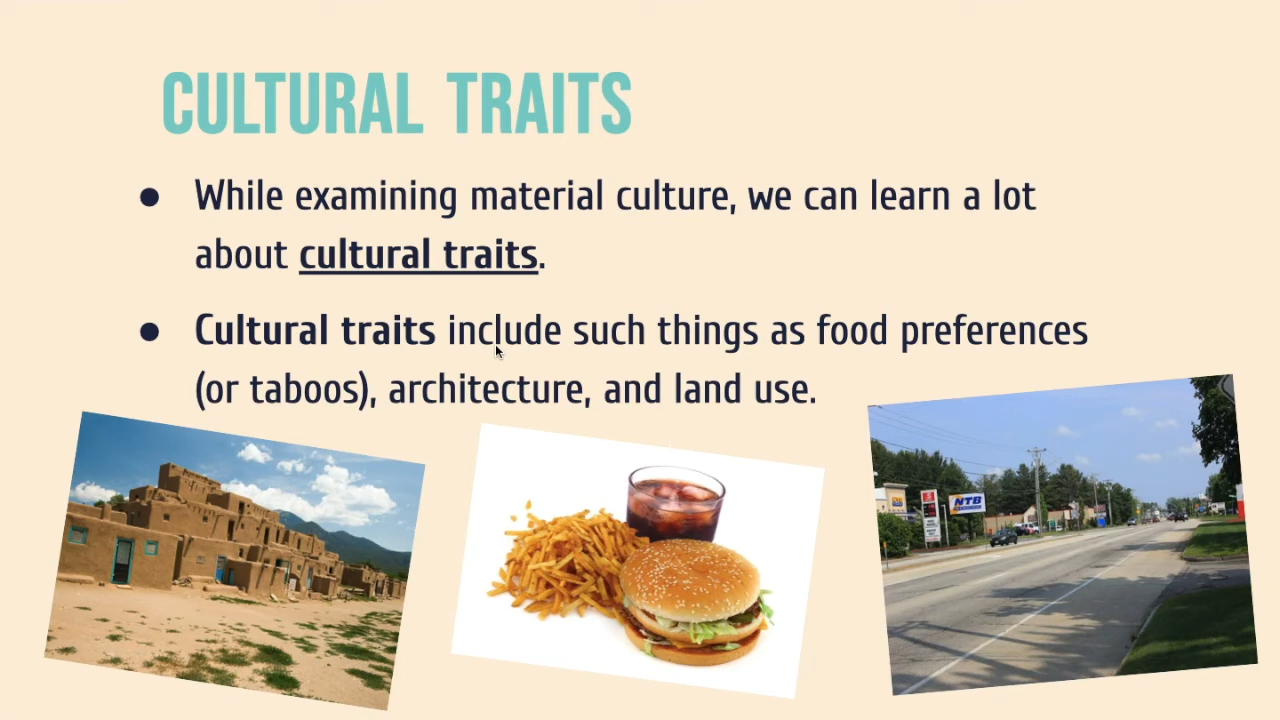 CULTURAL TRAITS
● While examining material culture, we can learn a lot
about cultural traits.
● Cultural traits include such things as food preferences
(or taboos), architecture, and land use.
NTB